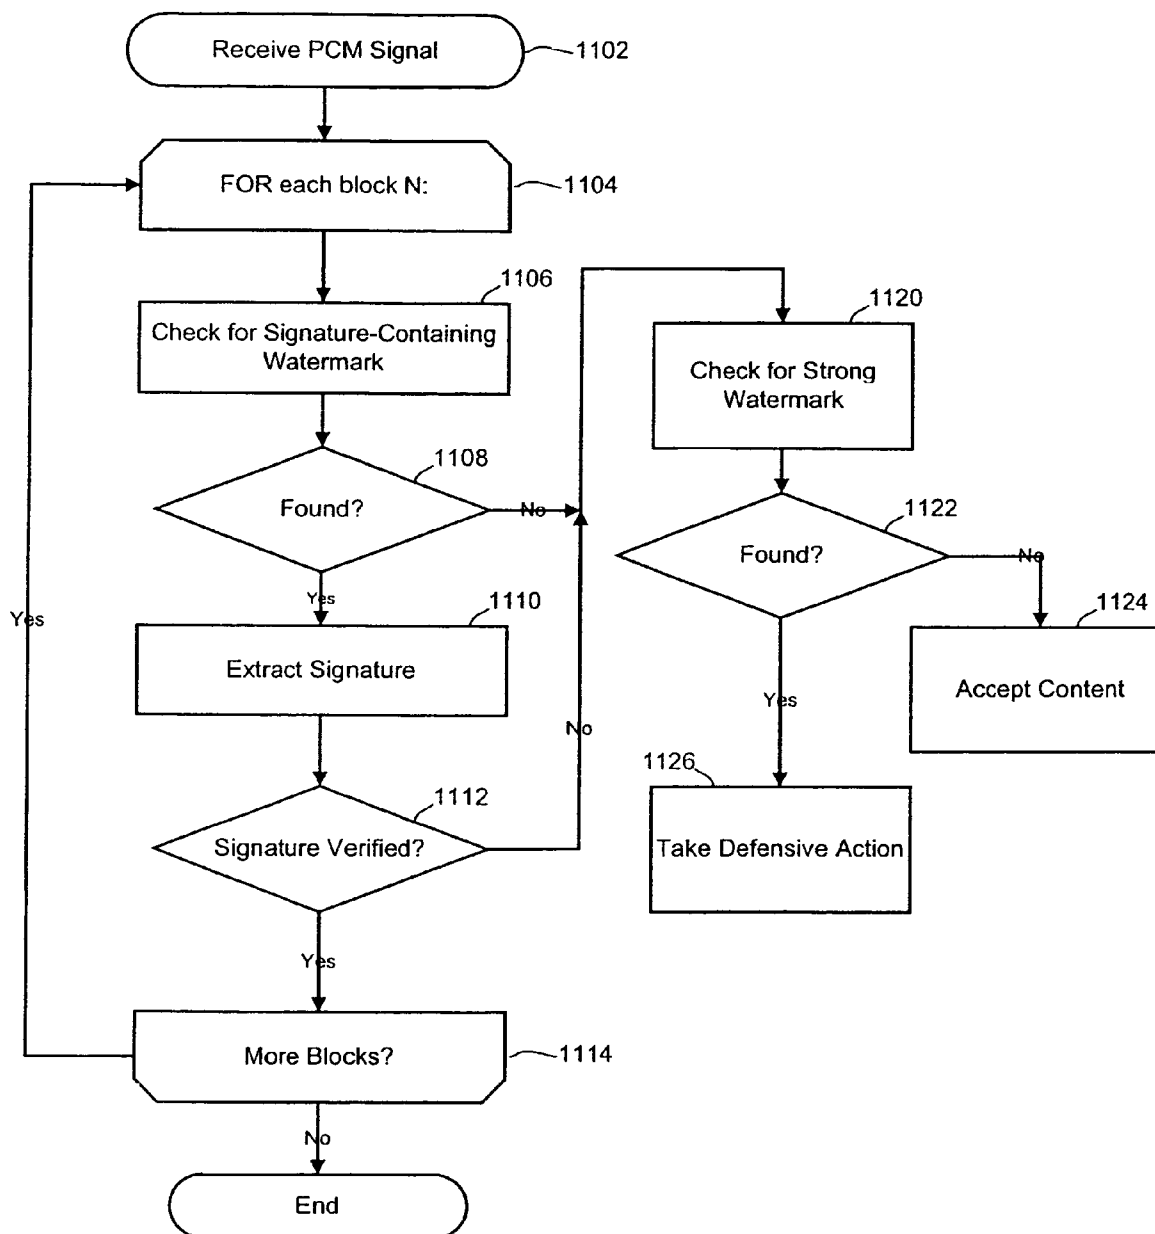 Receive PCM Signal
1102
FOR each block N:
1104
1106
Check for Signature-Containing
Watermark
1108
Found?
No
Yes
1110
Extract Signature
1112
Signature Verified?
No
Yes
More Blocks?
1114
Yes
No
End
1120
Check for Strong
Watermark
1122
Found?
No
1124
Accept Content
Yes
1126
Take Defensive Action